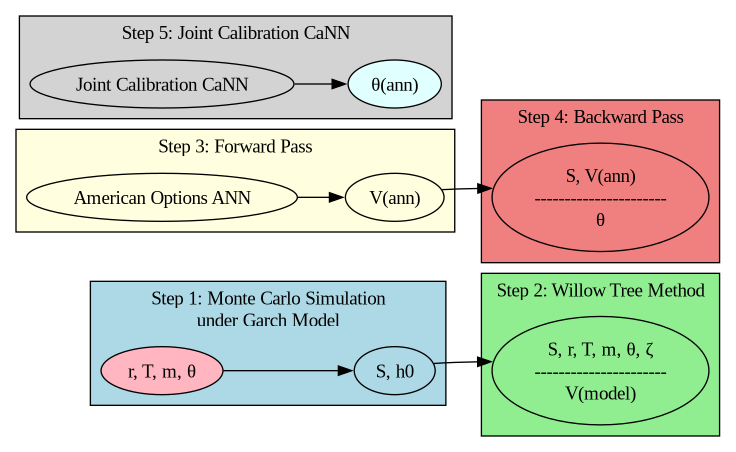 Step 5: Joint Calibration CaNN
Joint Calibration CaNN
θ(ann)
Step 3: Forward Pass
American Options ANN
V(ann)
Step 4: Backward Pass
S, V(ann)
----------------------
θ
Step 1: Monte Carlo Simulation
under Garch Model
r, T, m, θ
S, h0
Step 2: Willow Tree Method
S, r, T, m, θ, ζ
----------------------
V(model)